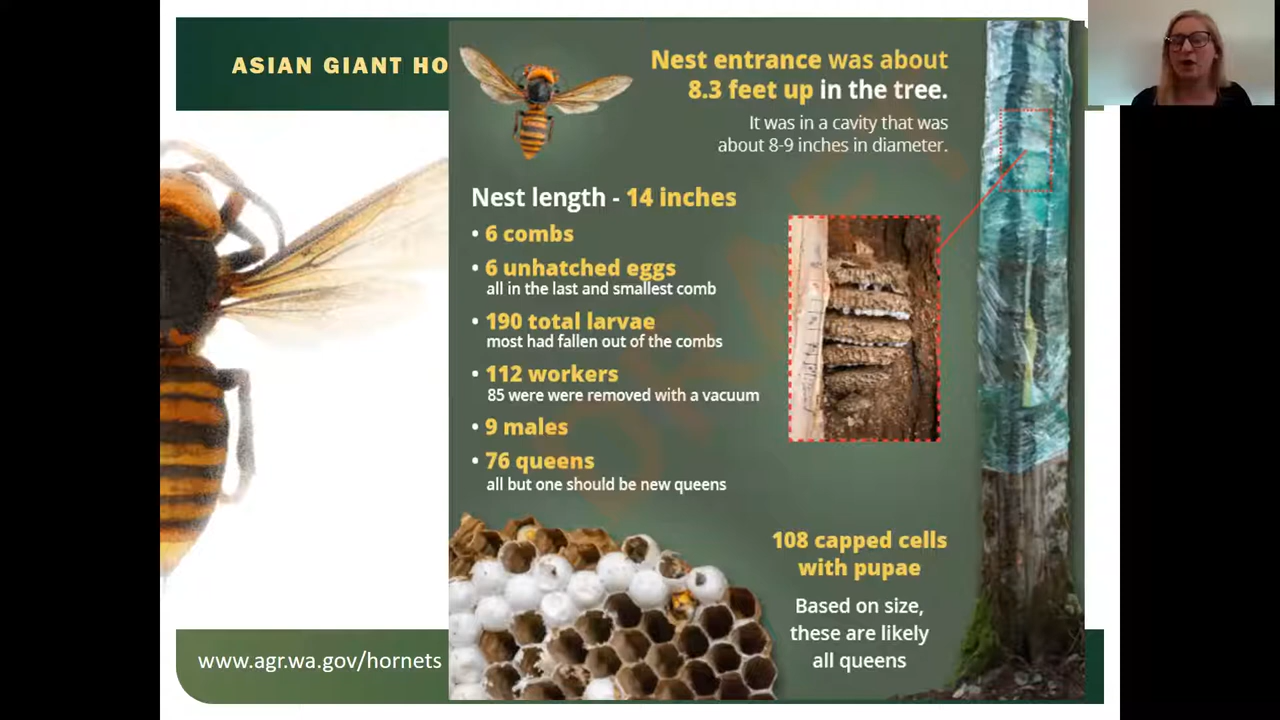 ASIAN GIANT HO
Nest entrance was about
8.3 feet up in the tree.
It was in a cavity that was
about 8-9 inches in diameter.
Nest length - 14 inches
• 6 combs
• 6 unhatched eggs
all in the last and smallest comb
• 190 total larvae
most had fallen out of the combs
• 112 workers
85 were were removed with a vacuum
• 9 males
• 76 queens
all but one should be new queens
108 capped cells
with pupae
Based on size,
these are likely
all queens
www.agr.wa.gov/hornets
DRAFT